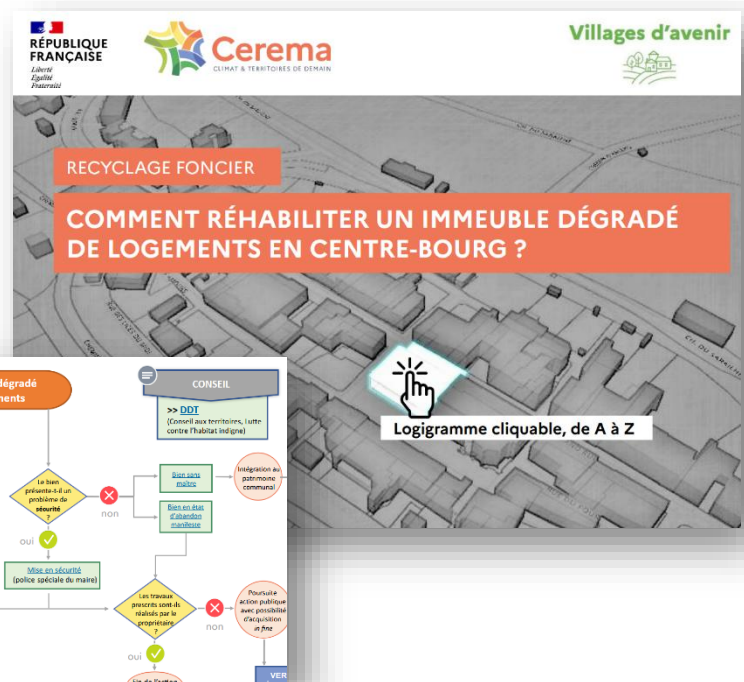 RÉPUBLIQUE
FRANÇAISE
Liberté
Égalité
Fraternité
Cerema
CLIMAT & TERRITOIRES DE DEMAIN
Villages d'avenir
RECYCLAGE FONCIER
COMMENT RÉHABILITER UN IMMEUBLE DÉGRADÉ
DE LOGEMENTS EN CENTRE-BOURG ?
Logigramme cliquable, de A à Z
dégradé
CONSEIL
>> DDT
(Conseil aux territoires, Lutte
contre l'habitat indigne)
Le bien
présente-t-il un
problème de
sécurité
?
non
oui
Bien sans
maître
Intégration au
patrimoine
communal
Bien en état
d'abandon
manifeste
Mise en sécurité
(police spéciale du maire)
Les travaux
prescrits sont-ils
réalisés par le
propriétaire
?
non
oui
Poursuite
action publique
avec possibilité
d'acquisition
in fine
VER